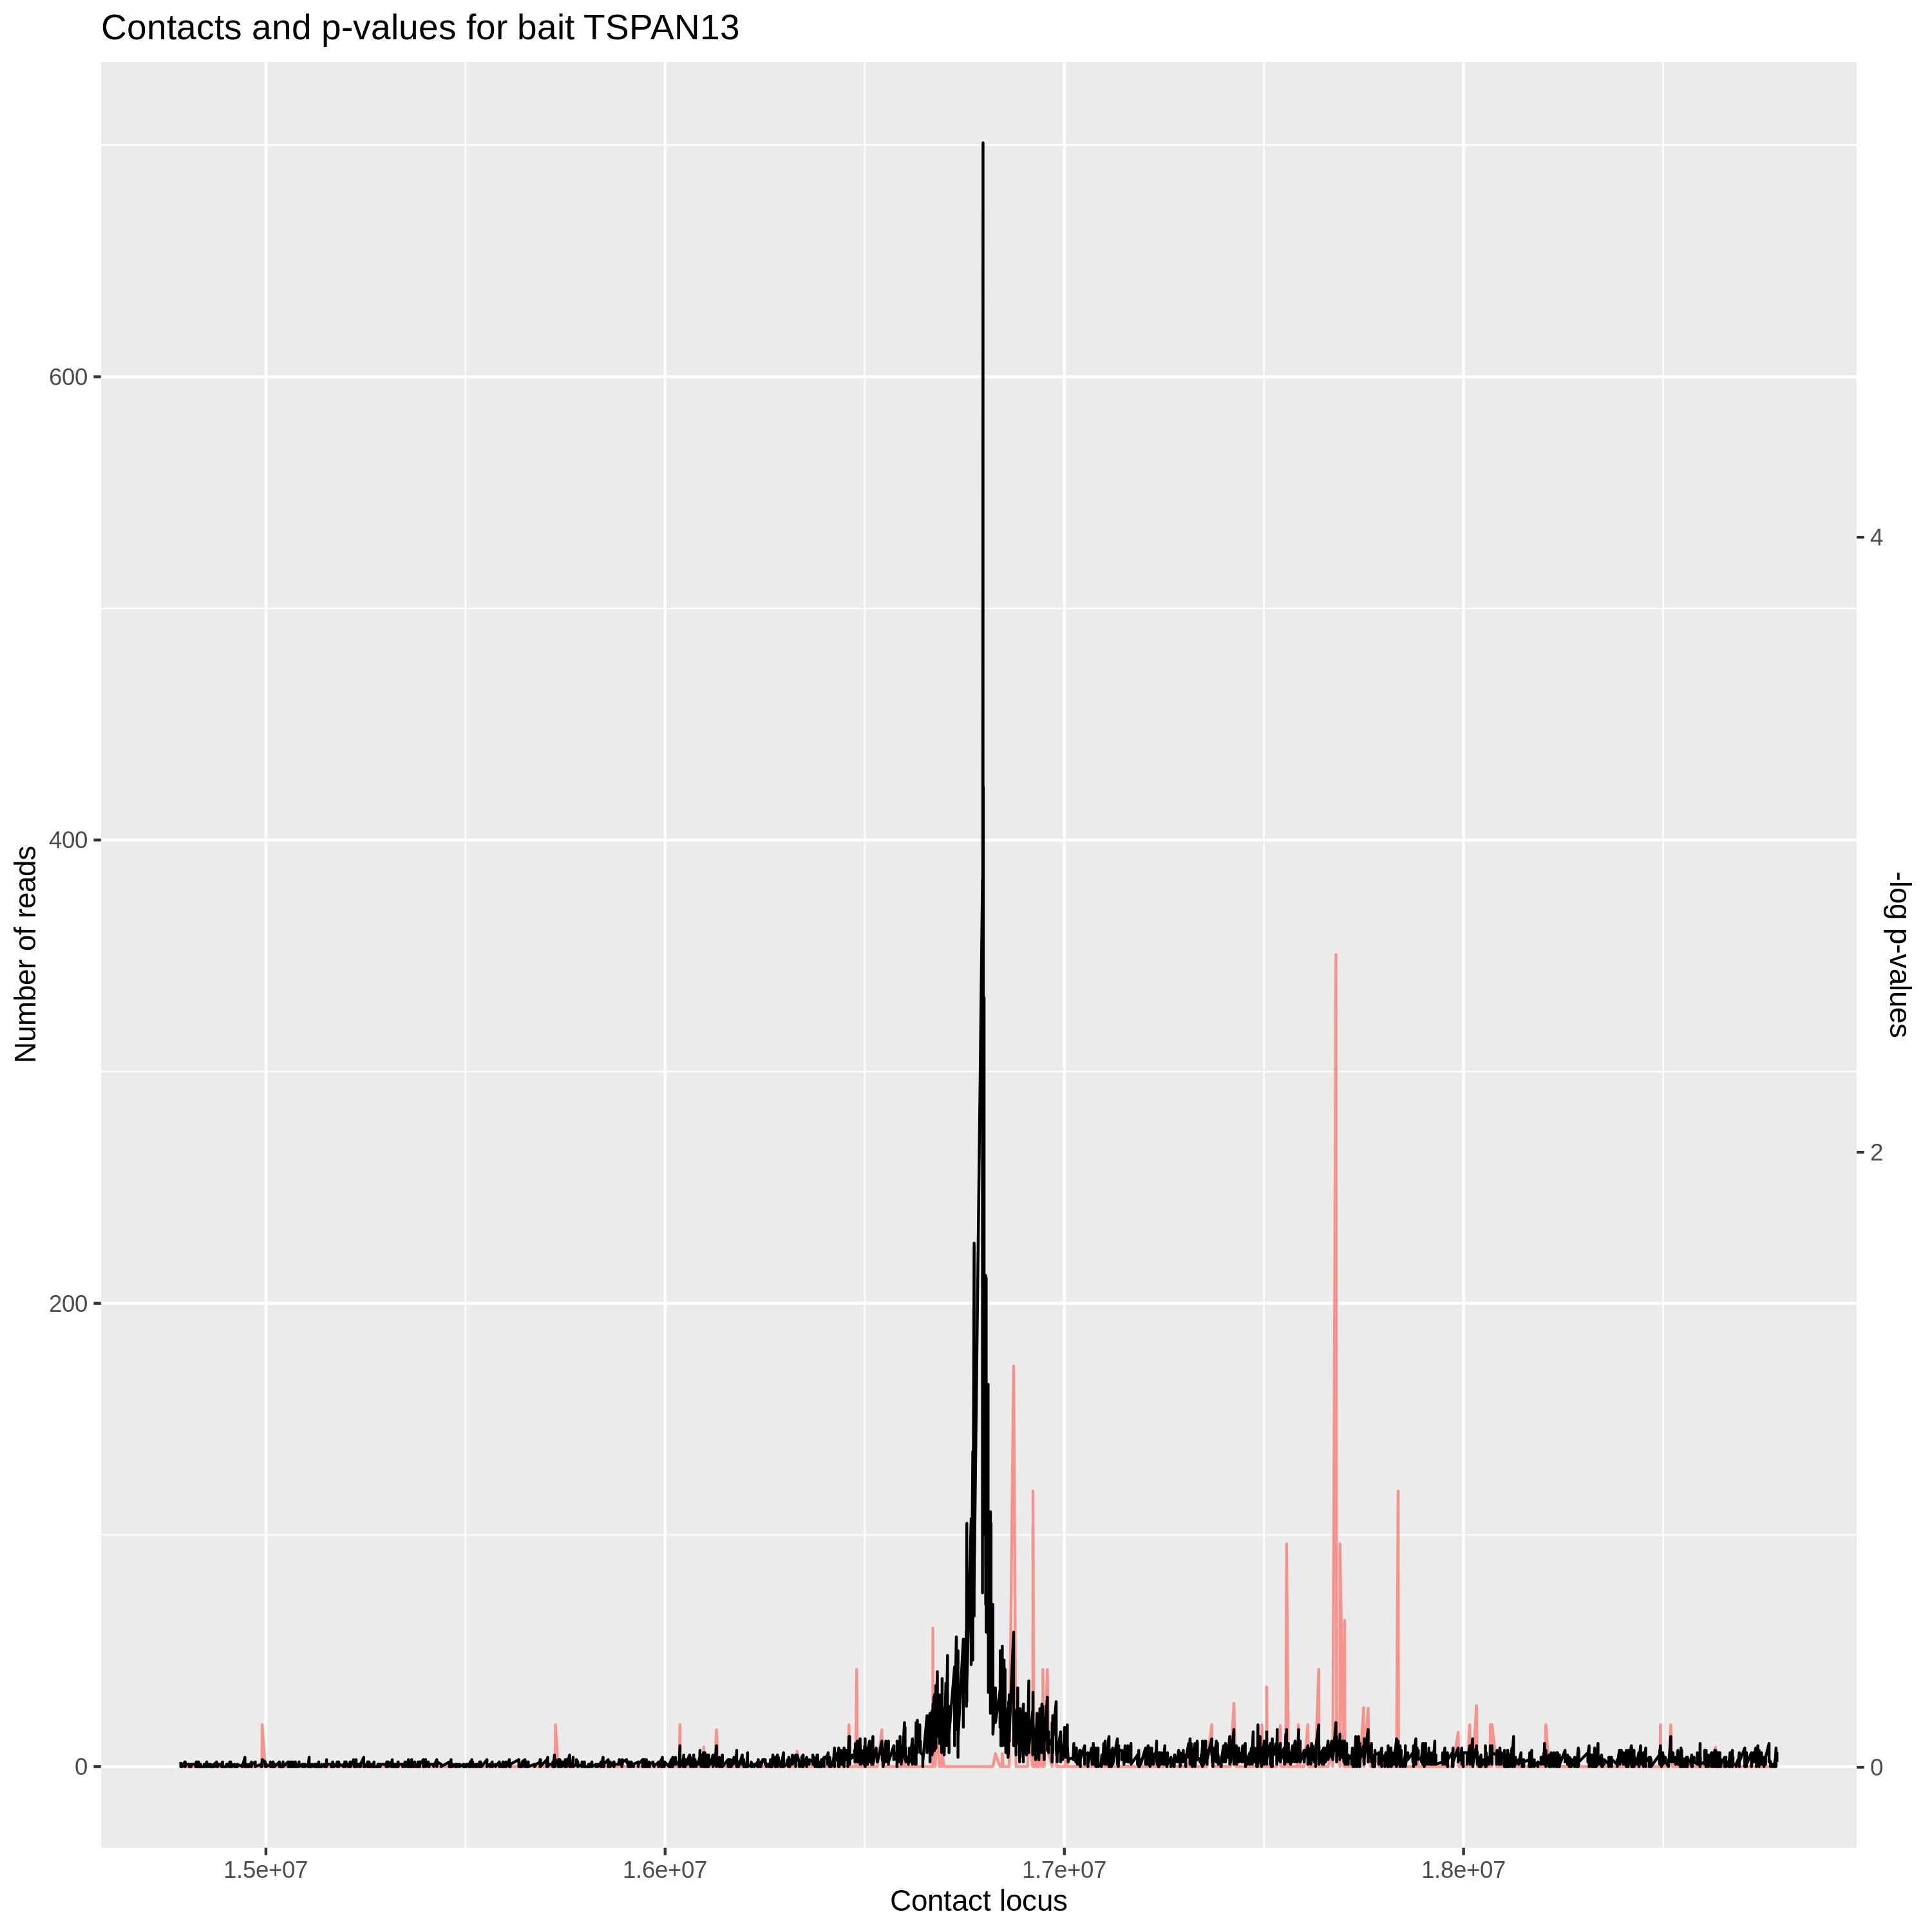 Contacts and p-values for bait TSPAN13
Number of reads
600
400
200
0
4
2
0
-log p-values
1.5e+07
1.6e+07
1.7e+07
1.8e+07
Contact locus